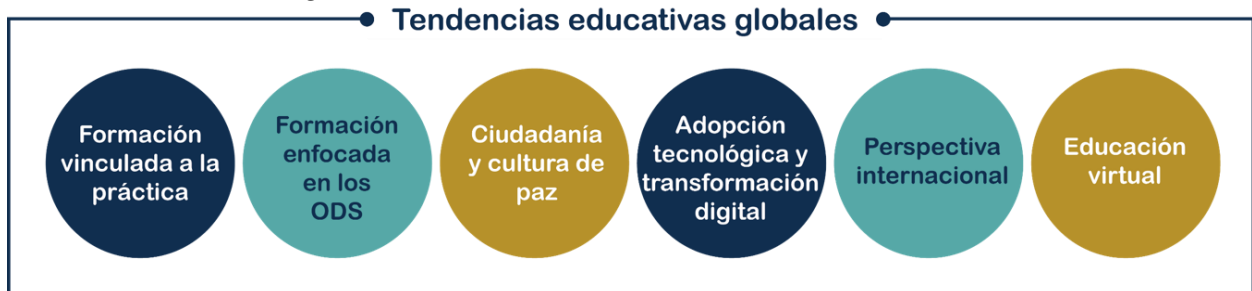 Tendencias educativas globales
Formación
vinculada a la
práctica
Formación
enfocada
en los
ODS
Ciudadanía
y cultura de
paz
Adopción
tecnológica y
transformación
digital
Perspectiva
internacional
Educación
virtual